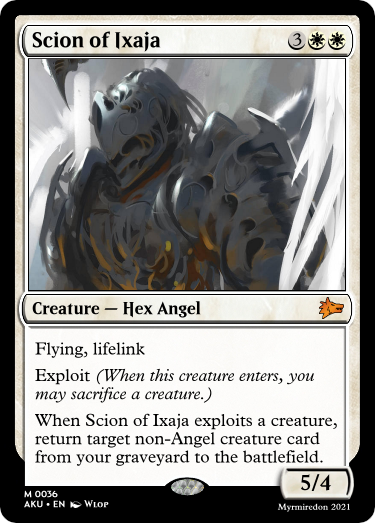 Scion of Ixaja 3
Creature — Hex Angel
Flying, lifelink
Exploit (When this creature enters, you
may sacrifice a creature.)
When Scion of Ixaja exploits a creature,
return target non-Angel creature card
from your graveyard to the battlefield.
5/4
M 0036
AKU • EN Wlop
Myrmiredon 2021